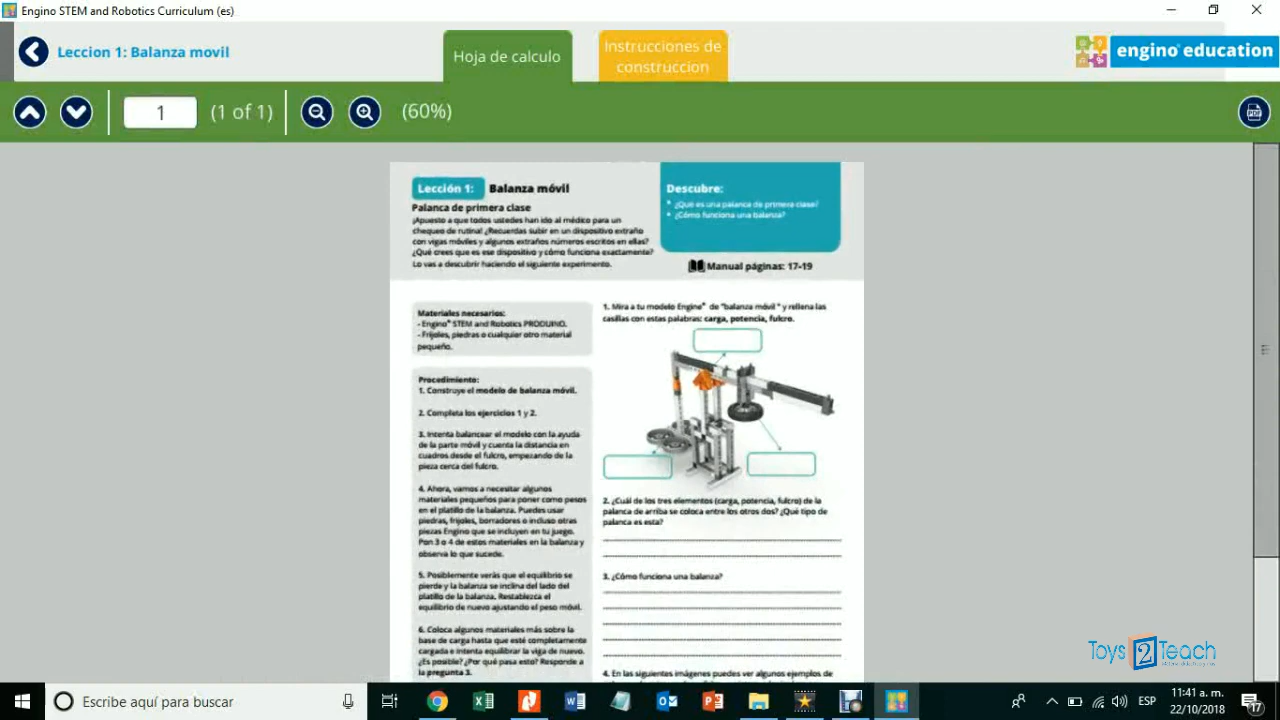 Engino STEM and Robotics Curriculum (es)
Leccion 1: Balanza movil
Hoja de calculo
Instrucciones de
construccion
engino education
1
(1 of 1)
(60%)
PDF
Lección 1:
Balanza móvil
Palanca de primera clase
¡Apuesto a que todos ustedes han ido al médico para un
chequeo de rutina! ¿Recuerdas subir en un dispositivo extraño
con vigas móviles y algunos extraños números escritos en ellas?
¿Qué crees que es ese dispositivo y cómo funciona exactamente?
Lo vas a descubrir haciendo el siguiente experimento.
Descubre:
• ¿Qué es una palanca de primera clase?
• ¿Cómo funciona una balanza?
Manual páginas: 17-19
Materiales necesarios:
- Engino® STEM and Robotics PRODUINO.
- Frijoles, piedras o cualquier otro material
pequeño.
Procedimiento:
1. Construye el modelo de balanza móvil.
2. Completa los ejercicios 1 y 2.
3. Intenta balancear el modelo con la ayuda
de la parte móvil y cuenta la distancia en
cuadros desde el fulcro, empezando de la
pieza cerca del fulcro.
4. Ahora, vamos a necesitar algunos
materiales pequeños para poner como pesos
en el platillo de la balanza. Puedes usar
piedras, frijoles, borradores o incluso otras
piezas Engino que se incluyen en tu juego.
Pon 3 o 4 de estos materiales en la balanza y
observa lo que sucede.
5. Posiblemente verás que el equilibrio se
pierde y la balanza se inclina del lado del
platillo de la balanza. Restablezca el
equilibrio de nuevo ajustando el peso móvil.
6. Coloca algunos materiales más sobre la
base de carga hasta que esté completamente
cargada e intenta equilibrar la viga de nuevo.
¿Es posible? ¿Por qué pasa esto? Responde a
la pregunta 3.
1. Mira a tu modelo Engino® de "balanza móvil " y rellena las
casillas con estas palabras: carga, potencia, fulcro.
2. ¿Cuál de los tres elementos (carga, potencia, fulcro) de la
palanca de arriba se coloca entre los otros dos? ¿Qué tipo de
palanca es esta?
3. ¿Cómo funciona una balanza?
4. En las siguientes imágenes puedes ver algunos ejemplos de
Toys 2 Teach
Escribe aquí para buscar
ESP
11:41 a. m.
22/10/2018
17